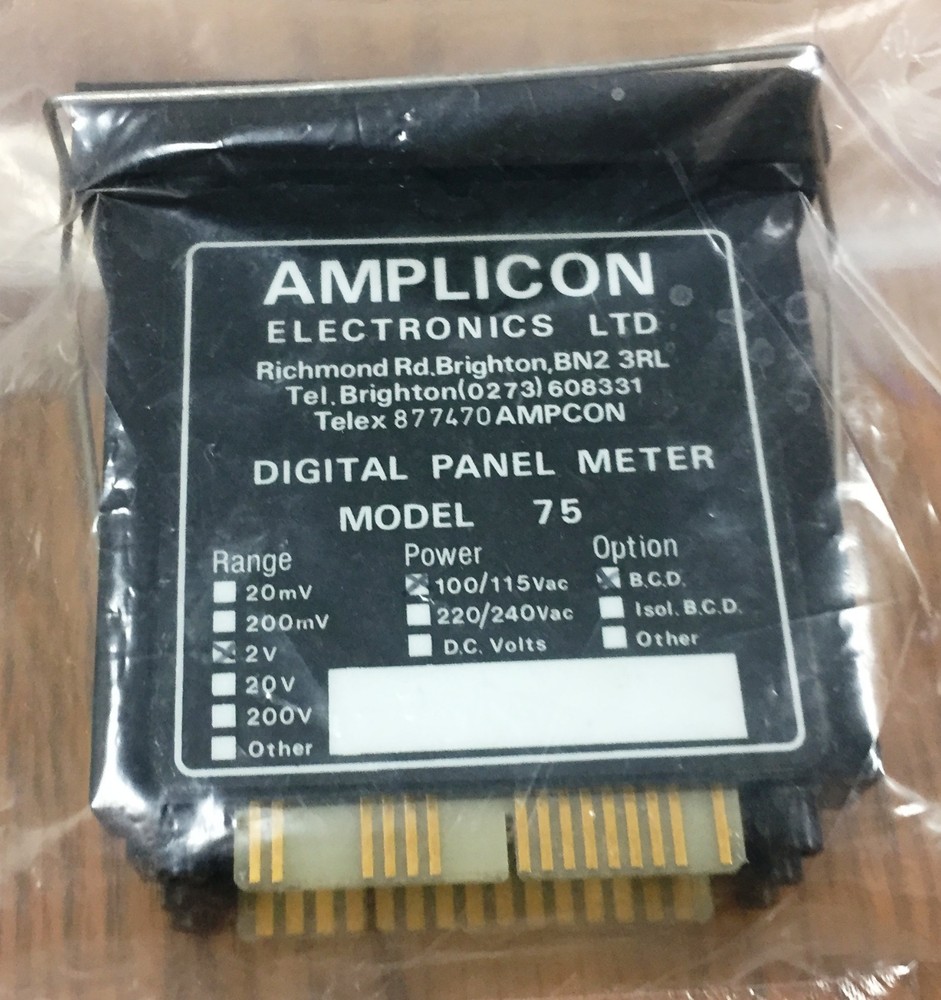 AMPLICON
ELECTRONICS LTD
Richmond Rd.Brighton,BN2 3RL
Tel.Brighton(0273)608331
Telex 877470 AMPCON
DIGITAL PANEL METER
MODEL 75
Range
20mV
200mV
2V
20V
200V
Other
Power
100/115Vac
220/240Vac
D.C. Volts
Option
B.C.D.
Isol. B.C.D.
Other